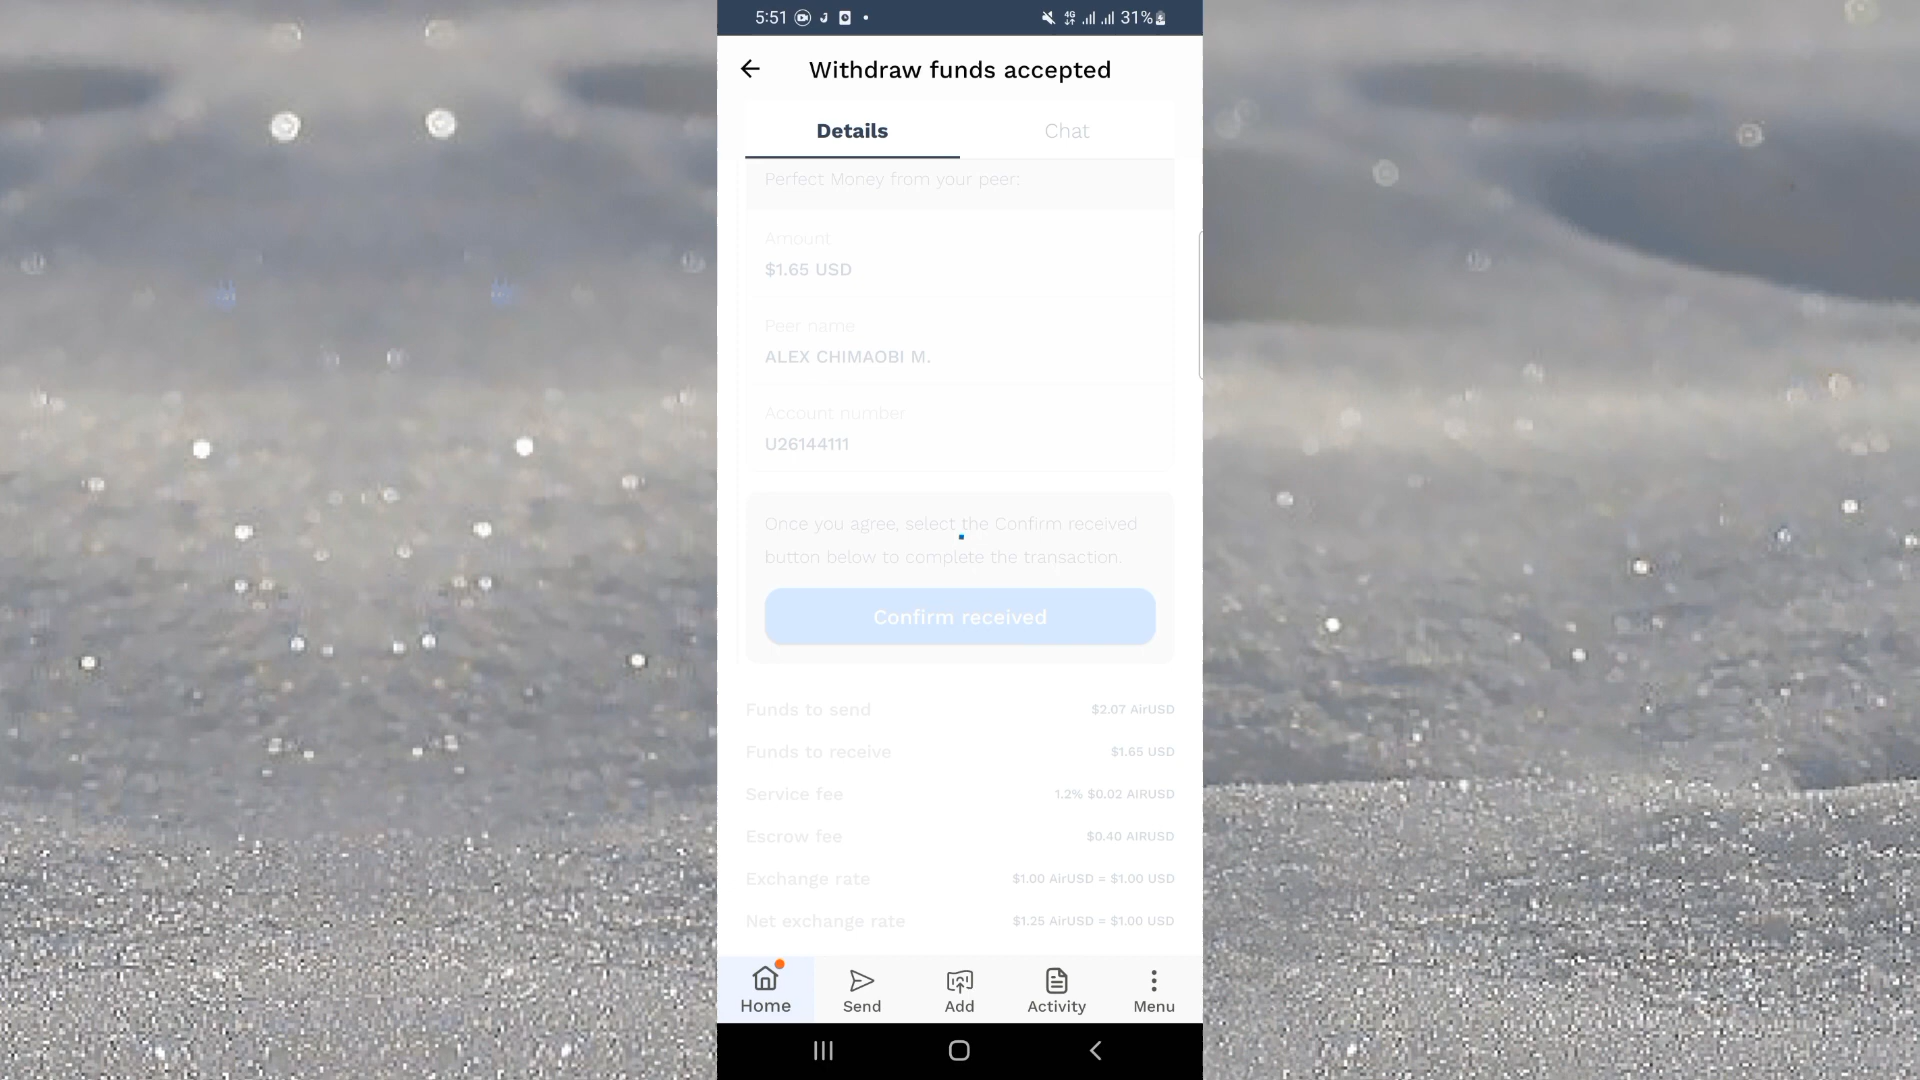 5:51
4G
31%
Withdraw funds accepted
Details
Chat
Perfect Money from your peer:
Amount
$1.65 USD
Peer name
ALEX CHIMAOBI M.
Account number
U26144111
Once you agree, select the Confirm received
button below to complete the transaction.
Confirm received
Funds to send $2.07 AirUSD
Funds to receive $1.65 USD
Service fee 1.2% $0.02 AIRUSD
Escrow fee $0.40 AIRUSD
Exchange rate $1.00 AirUSD = $1.00 USD
Net exchange rate $1.25 AirUSD = $1.00 USD
Home
Send
Add
Activity
Menu